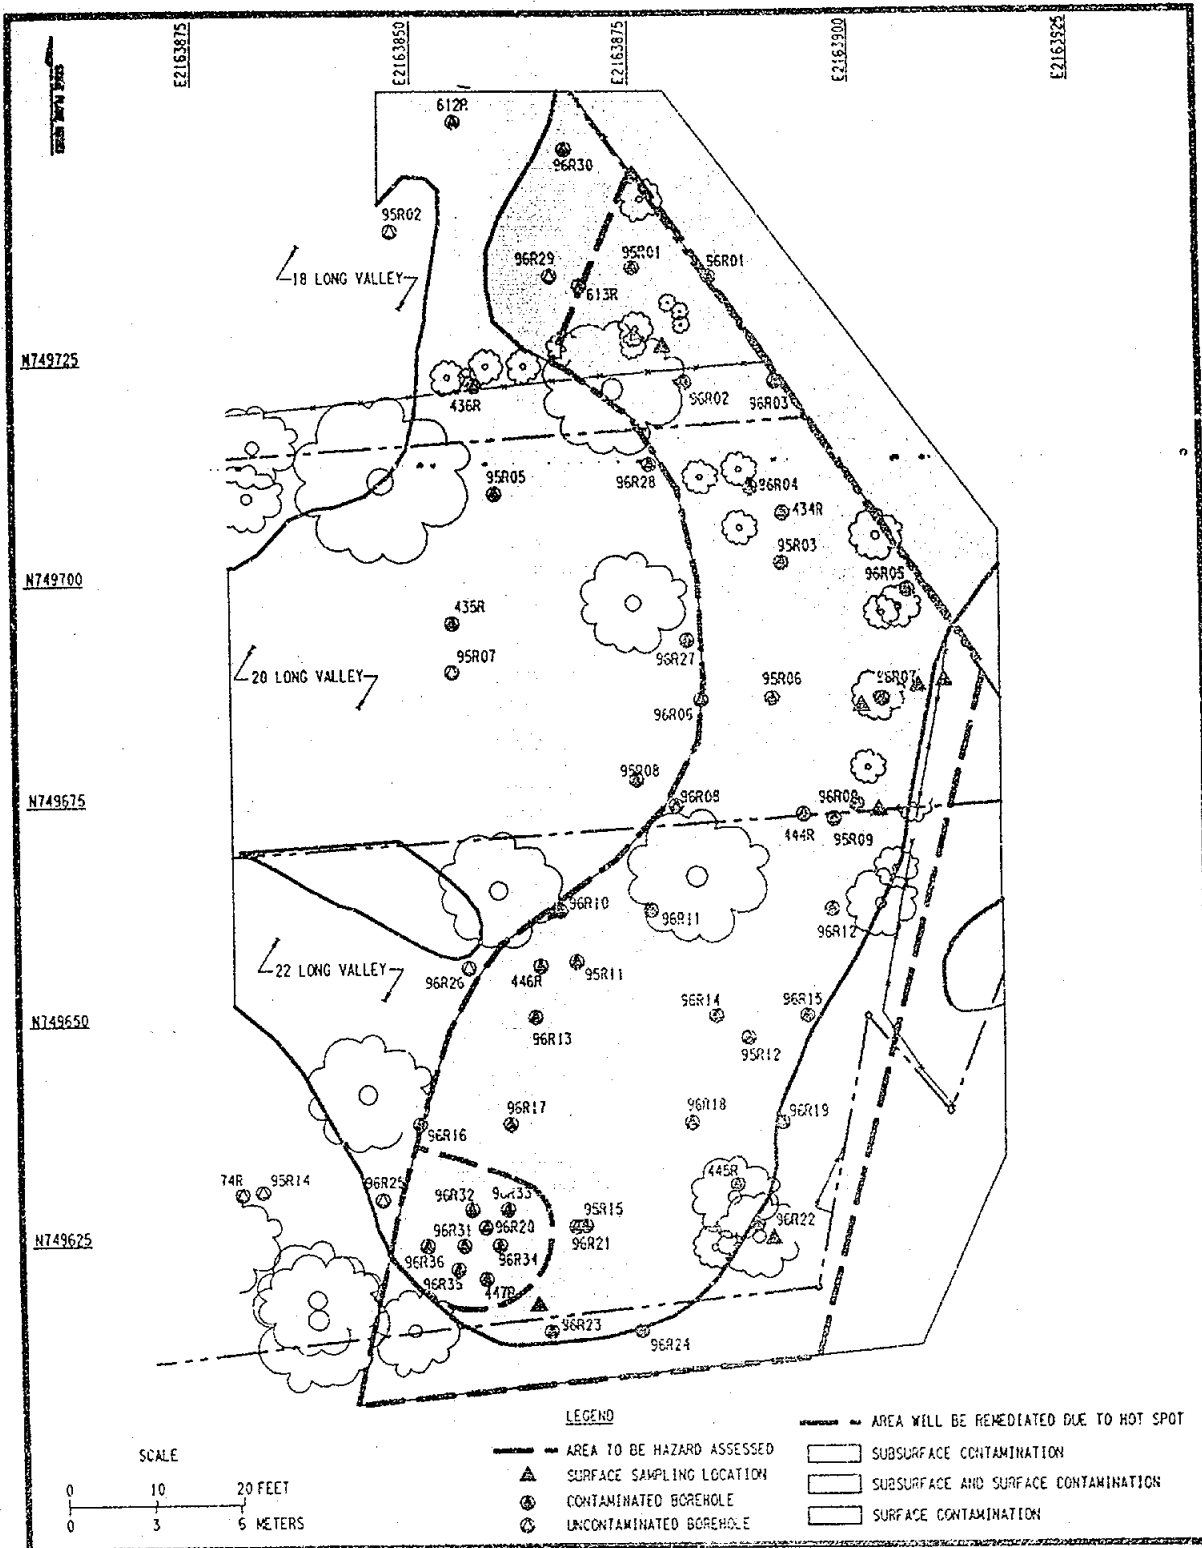 E2163875
E2163850
E2163875
E2163900
E2163925
612R
96R30
95R02
96R29
95R01
96R01
613R
18 LONG VALLEY
N749725
436R
96R02
96R03
95R05
96R28
96R04
434R
95R03
N749700
96R05
435R
95R07
96R27
20 LONG VALLEY
95R06
96R07
96R06
95R08
N749675
96R08
96R08
444R
95R09
96R10
96R11
96R12
22 LONG VALLEY
96R26
446R
95R11
N749650
96R14
96R15
96R13
95R12
96R17
96R18
96R19
96R16
74R
95R14
96R25
445R
96R32
96R33
95R15
96R22
N749625
96R31
96R20
96R21
96R36
96R34
96R35
447R
96R23
96R24
LEGEND
AREA WILL BE REMEDIATED DUE TO HOT SPOT
SCALE
AREA TO BE HAZARD ASSESSED
SUBSURFACE CONTAMINATION
SURFACE SAMPLING LOCATION
SUBSURFACE AND SURFACE CONTAMINATION
0 10 20 FEET
CONTAMINATED BOREHOLE
SURFACE CONTAMINATION
0 3 6 METERS
UNCONTAMINATED BOREHOLE